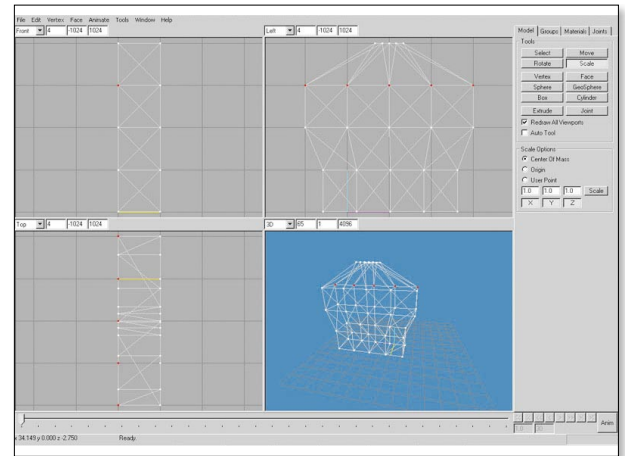 File Edit Vertex Face Animate Tools Window Help
Front 4 -1024 1024
Left 4 -1024 1024
Model Groups Materials Joints
Tools
Select Move
Rotate Scale
Vertex Face
Sphere GeoSphere
Box Cylinder
Extrude Joint
Redraw All Viewports
Auto Tool
Scale Options
Center Of Mass
Origin
User Point
1.0 1.0 1.0 Scale
X Y Z
Top 4 -1024 1024
3D 65 1 4096
Anim
x 34.149 y 0.000 z -2.750 Ready.